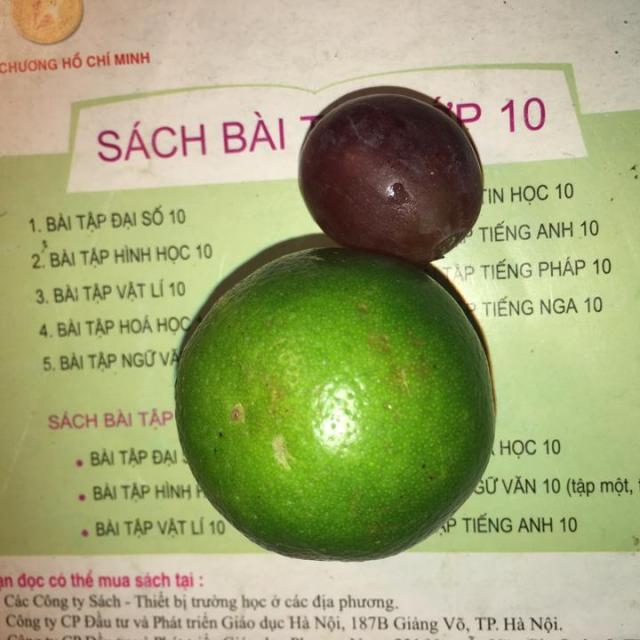 CHƯƠNG HỒ CHÍ MINH
SÁCH BÀI 10
1. BÀI TẬP ĐẠI SỐ 10
2. BÀI TẬP HÌNH HỌC 10
3. BÀI TẬP VẬT LÍ 10
4. BÀI TẬP HOÁ HỌC
5. BÀI TẬP NGỮ
TIN HỌC 10
TIẾNG ANH 10
TẬP TIẾNG PHÁP 10
TIẾNG NGA 10
SÁCH BÀI TẬP
• BÀI TẬP ĐẠI
• BÀI TẬP HÌNH
• BÀI TẬP VẬT LÍ 10
HỌC 10
VĂN 10 (tập một,
TIẾNG ANH 10
đọc có thể mua sách tại :
Các Công ty Sách - Thiết bị trường học ở các địa phương.
Công ty CP Đầu tư và Phát triển Giáo dục Hà Nội, 187B Giảng Võ, TP. Hà Nội.